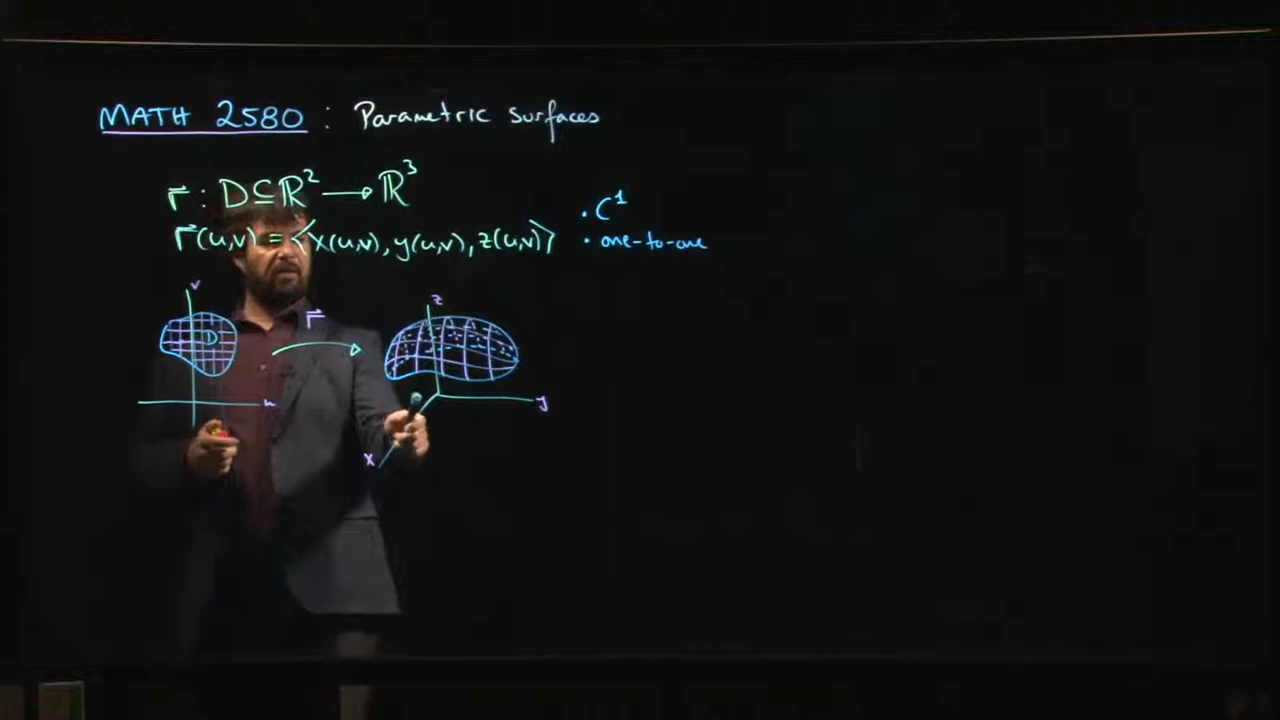 MATH 2580 : Parametric surfaces
r⃗ : D ⊆ ℝ² → ℝ³
r⃗(u,v) = ⟨x(u,v), y(u,v), z(u,v)⟩
• C¹
• one-to-one
v
D
u
r⃗
z
y
x